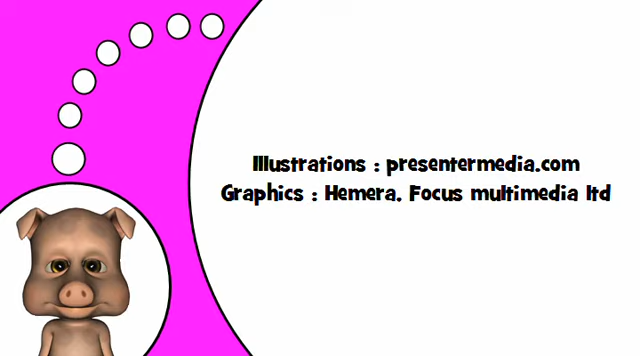 Illustrations : presentermedia.com
Graphics : Hemera. Focus multimedia ltd